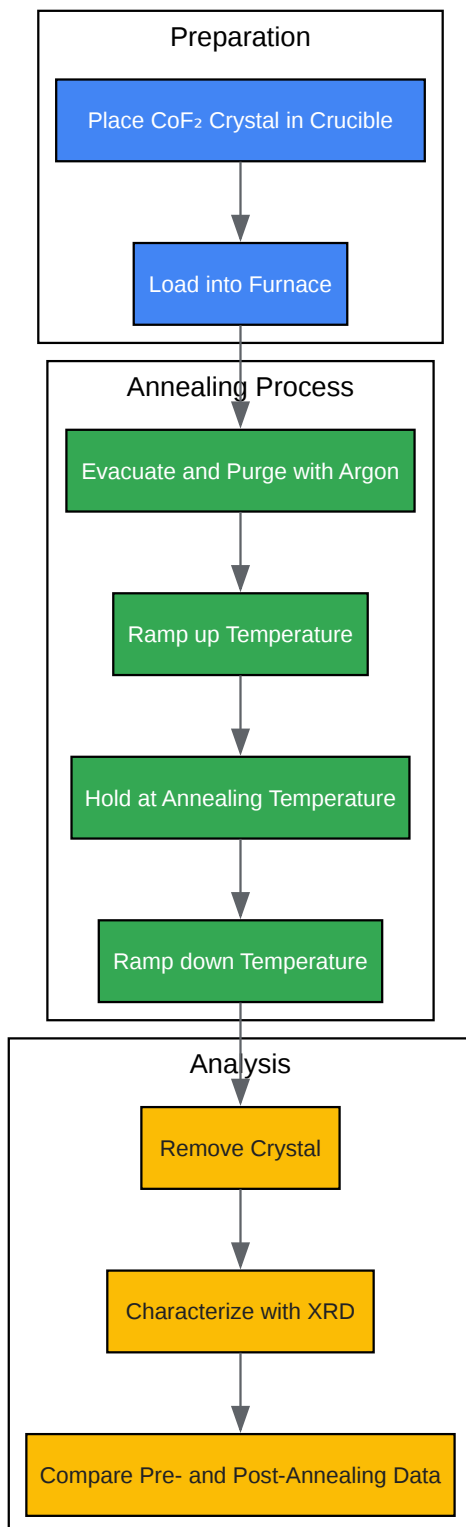 Preparation
Place CoF₂ Crystal in Crucible
Load into Furnace
Annealing Process
Evacuate and Purge with Argon
Ramp up Temperature
Hold at Annealing Temperature
Ramp down Temperature
Analysis
Remove Crystal
Characterize with XRD
Compare Pre- and Post-Annealing Data